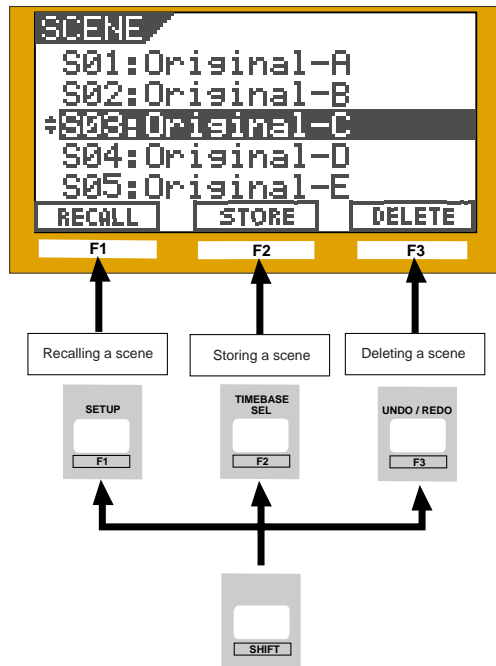 SCENE
S01:Original-A
S02:Original-B
S03:Original-C
S04:Original-D
S05:Original-E
RECALL STORE DELETE
F1 F2 F3
Recalling a scene Storing a scene Deleting a scene
SETUP TIMEBASE SEL UNDO / REDO
F1 F2 F3
SHIFT